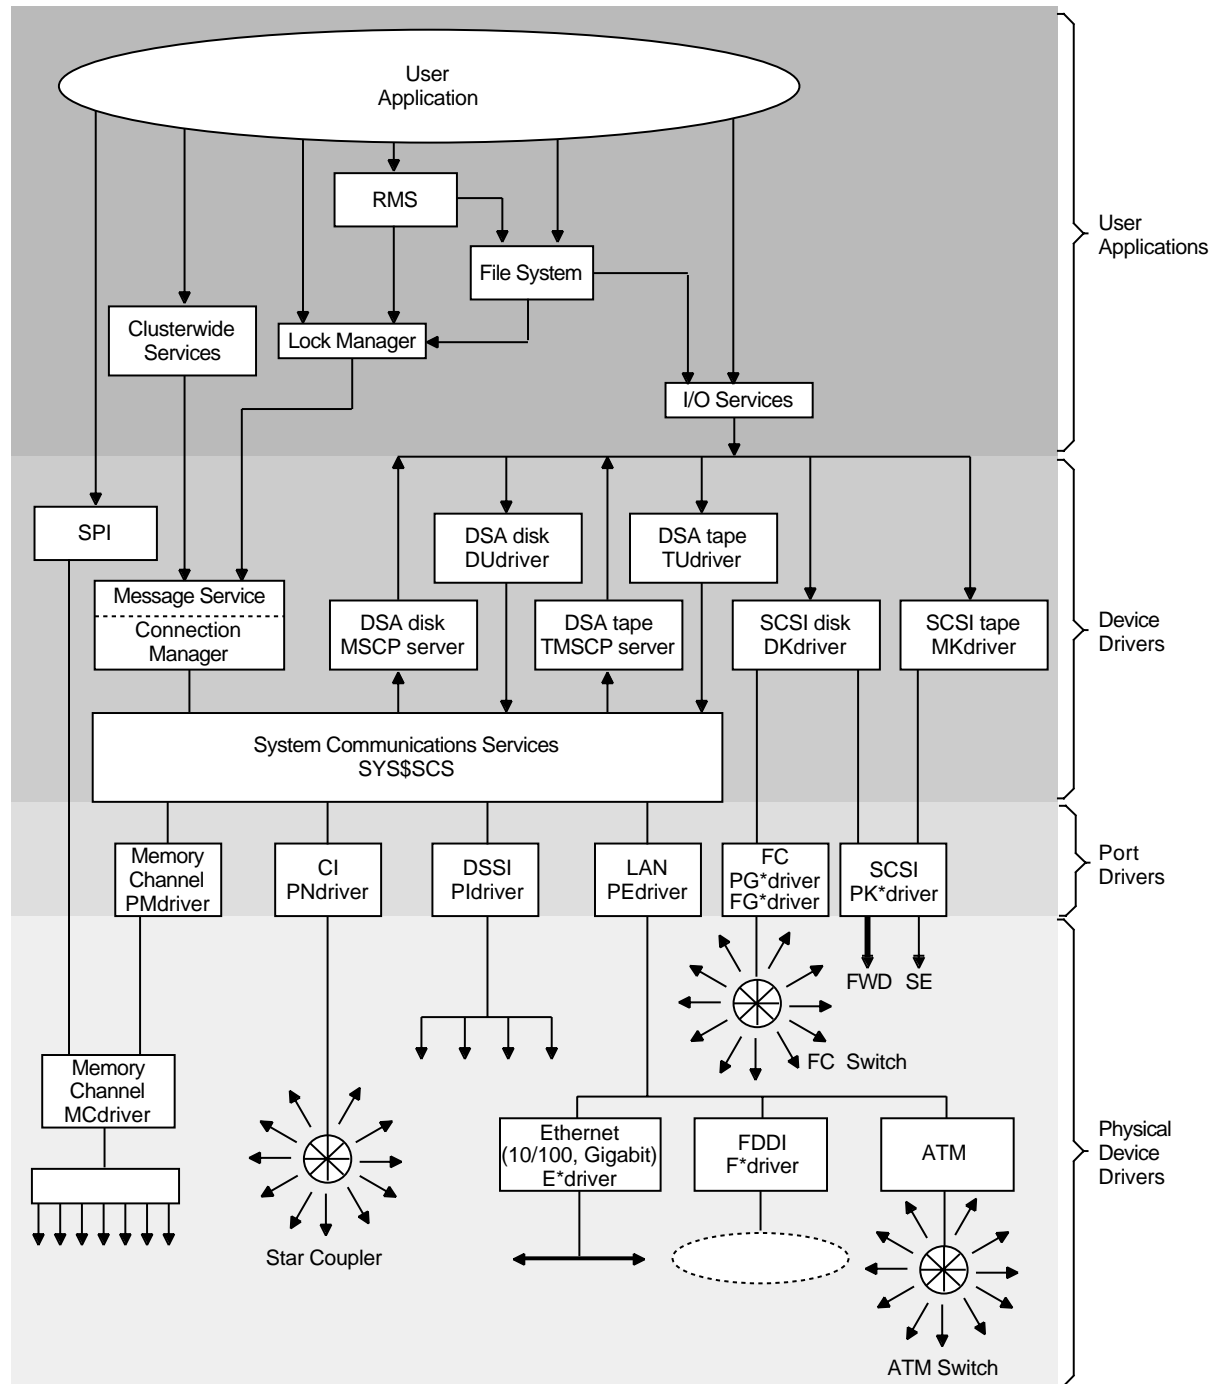 User
Application
RMS
User
Applications
File System
Clusterwide
Services
Lock Manager
I/O Services
SPI
DSA disk
DUdriver
DSA tape
TUdriver
Message Service
Connection
Manager
DSA disk
MSCP server
DSA tape
TMSCP server
SCSI disk
DKdriver
SCSI tape
MKdriver
Device
Drivers
System Communications Services
SYS$SCS
Memory
Channel
PMdriver
CI
PNdriver
DSSI
PIdriver
LAN
PEdriver
FC
PG*driver
FG*driver
SCSI
PK*driver
Port
Drivers
FWD
SE
FC Switch
Memory
Channel
MCdriver
Ethernet
(10/100, Gigabit)
E*driver
FDDI
F*driver
ATM
Physical
Device
Drivers
Star Coupler
ATM Switch